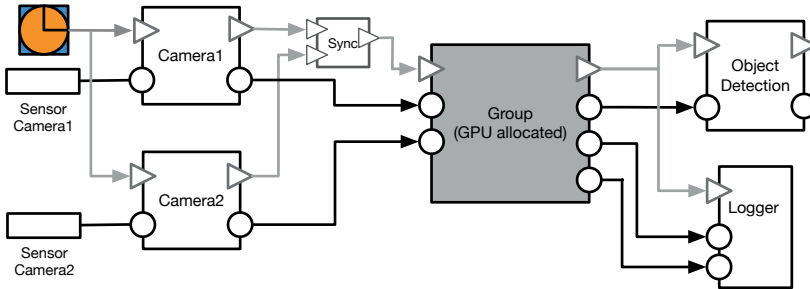 Camera1
Sync
Sensor
Camera1
Group
(GPU allocated)
Object
Detection
Camera2
Logger
Sensor
Camera2